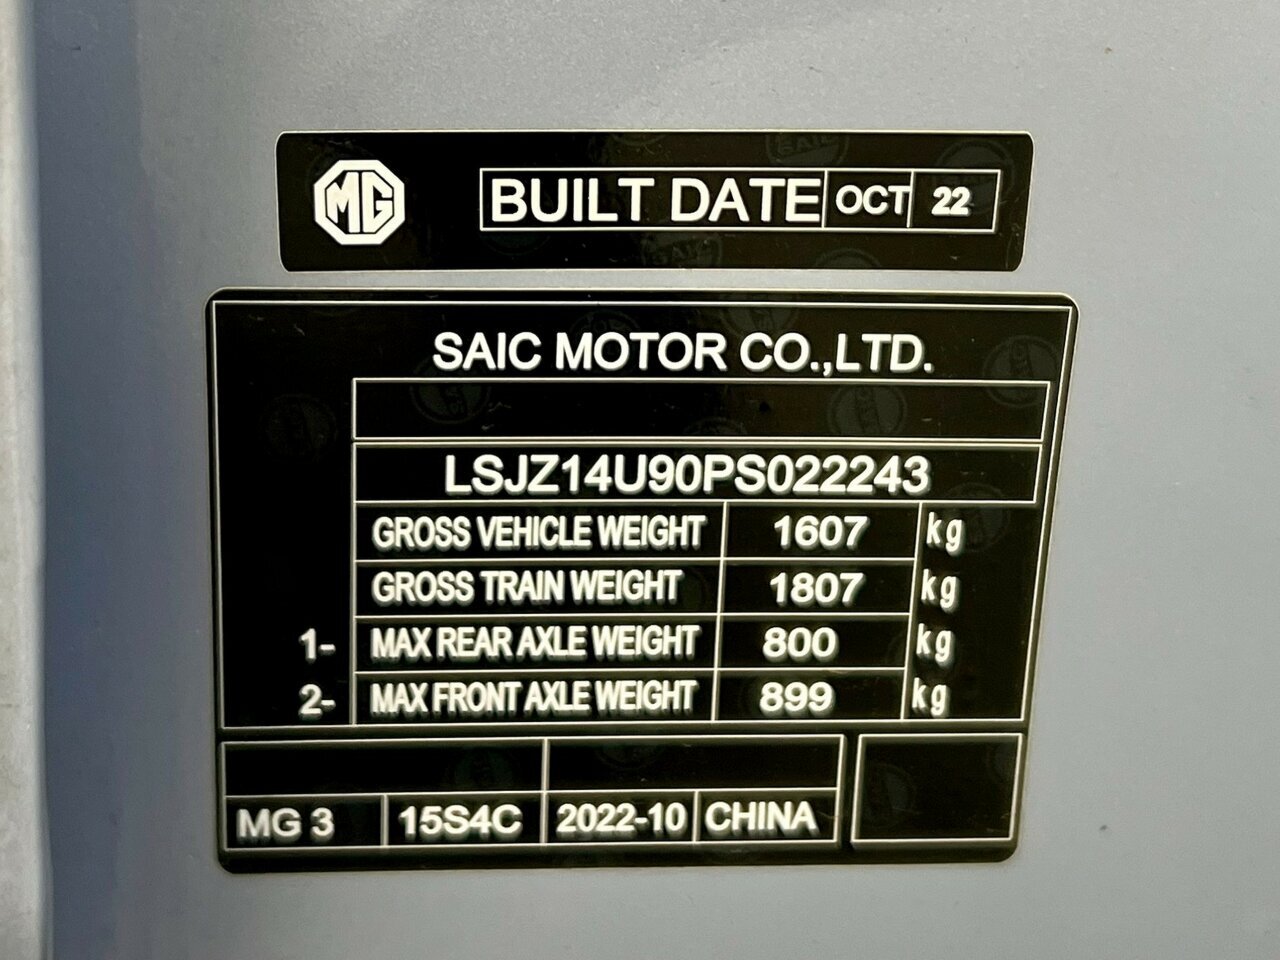 MG BUILT DATE OCT 22
SAIC MOTOR CO.,LTD.
LSJZ14U90PS022243
GROSS VEHICLE WEIGHT 1607 kg
GROSS TRAIN WEIGHT 1807 kg
1- MAX REAR AXLE WEIGHT 800 kg
2- MAX FRONT AXLE WEIGHT 899 kg
MG 3 15S4C 2022-10 CHINA